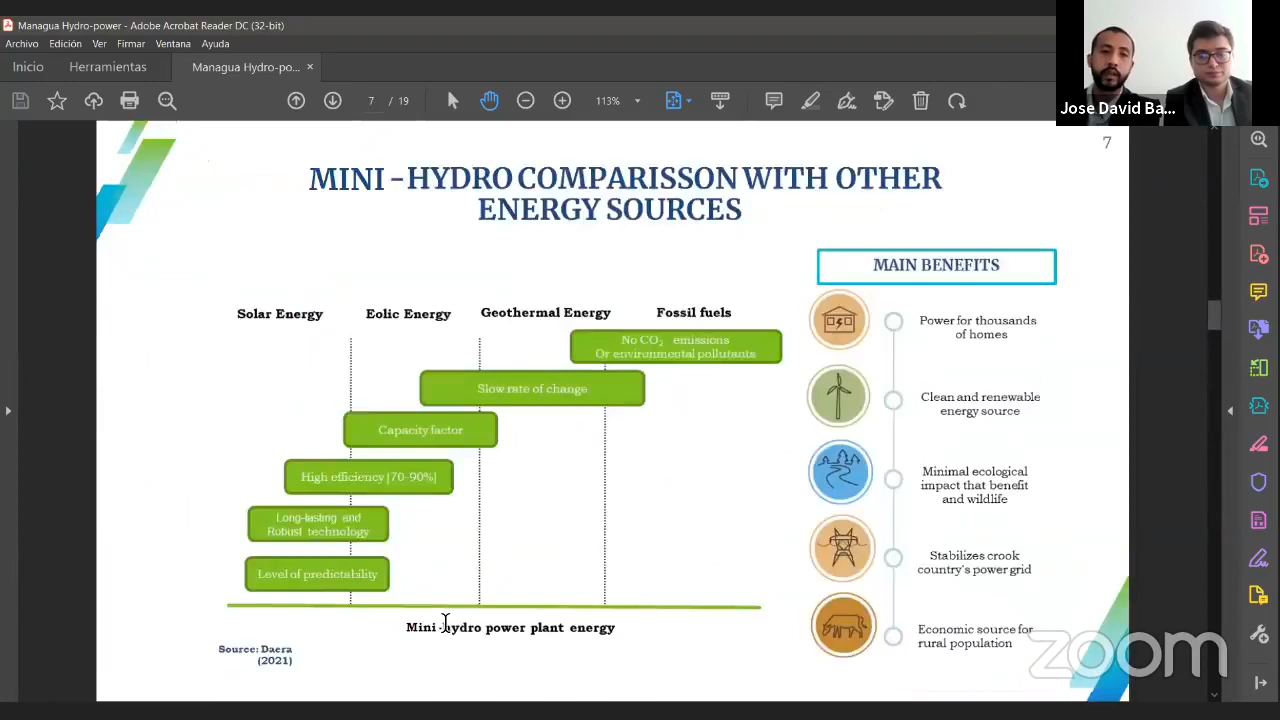 Managua Hydro-power - Adobe Acrobat Reader DC (32-bit)
Archivo Edición Ver Firmar Ventana Ayuda
Inicio Herramientas Managua Hydro-po... ×
7 / 19 113%
Jose David Ba...
7
MINI - HYDRO COMPARISSON WITH OTHER
ENERGY SOURCES
MAIN BENEFITS
Solar Energy Eolic Energy Geothermal Energy Fossil fuels
No CO₂ emissions
Or environmental pollutants
Slow rate of change
Capacity factor
High efficiency [70-90%]
Long-lasting and
Robust technology
Level of predictability
Mini-hydro power plant energy
Source: Daera
(2021)
Power for thousands
of homes
Clean and renewable
energy source
Minimal ecological
impact that benefit
and wildlife
Stabilizes crook
country's power grid
Economic source for
rural population
zoom